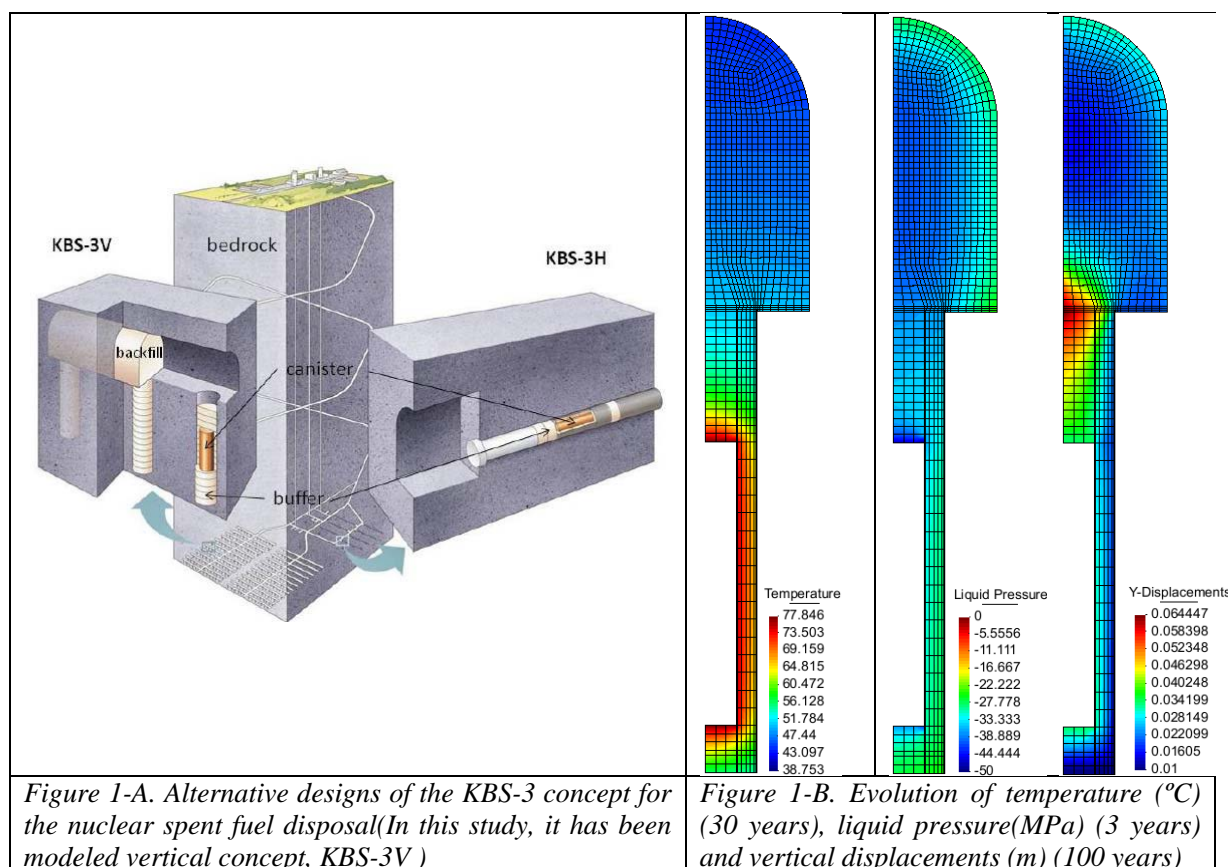 KBS-3V
bedrock
KBS-3H
backfill
canister
buffer
Temperature
77.846
73.503
69.159
64.815
60.472
56.128
51.784
47.44
43.097
38.753
Liquid Pressure
0
-5.5556
-11.111
-16.667
-22.222
-27.778
-33.333
-38.889
-44.444
-50
Y-Displacements
0.064447
0.058398
0.052348
0.046298
0.040248
0.034199
0.028149
0.022099
0.01605
0.01
Figure 1-A. Alternative designs of the KBS-3 concept for
the nuclear spent fuel disposal(In this study, it has been
modeled vertical concept, KBS-3V )
Figure 1-B. Evolution of temperature (ºC)
(30 years), liquid pressure(MPa) (3 years)
and vertical displacements (m) (100 years)